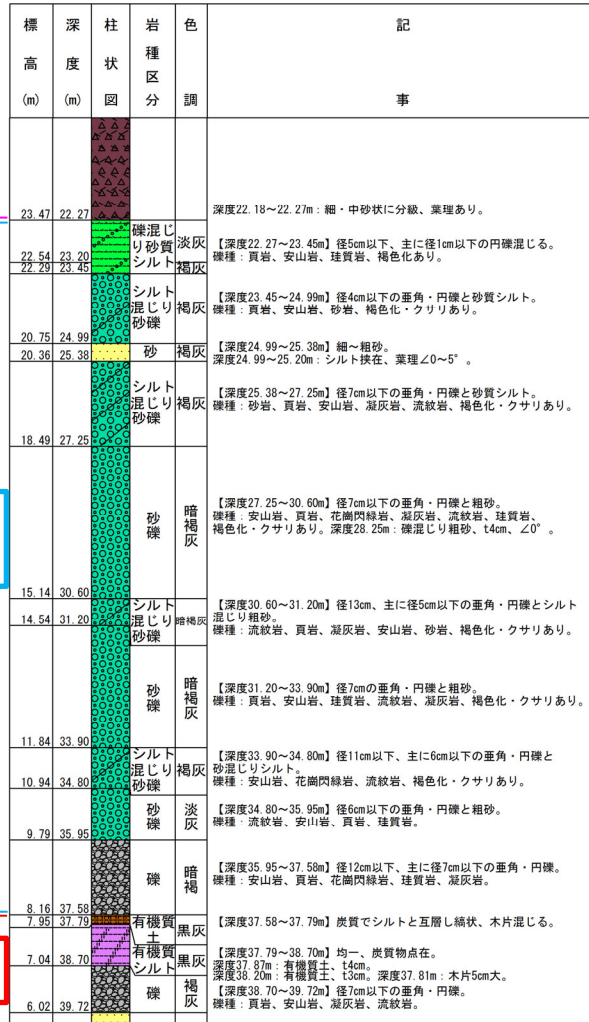 標高(m) 深度(m) 柱状図 岩種区分 色調 記事
深度22.18～22.27m：細・中砂状に分級、葉理あり。
23.47 22.27
礫混じり砂質シルト 淡灰
【深度22.27～23.45m】径5cm以下、主に径1cm以下の円礫混じる。
礫種：頁岩、安山岩、珪質岩、褐色化あり。
22.54 23.20
褐灰
22.29 23.45
シルト混じり砂礫 褐灰
【深度23.45～24.99m】径4cm以下の亜角・円礫と砂質シルト。
礫種：頁岩、安山岩、砂岩、褐色化・クサリあり。
20.75 24.99
砂 褐灰
【深度24.99～25.38m】細～粗砂。
深度24.99～25.20m：シルト挟在、葉理∠0～5°。
20.36 25.38
シルト混じり砂礫 褐灰
【深度25.38～27.25m】径7cm以下の亜角・円礫と砂質シルト。
礫種：砂岩、頁岩、安山岩、凝灰岩、流紋岩、褐色化・クサリあり。
18.49 27.25
砂礫 暗褐灰
【深度27.25～30.60m】径7cm以下の亜角・円礫と粗砂。
礫種：安山岩、頁岩、花崗閃緑岩、凝灰岩、流紋岩、珪質岩、
褐色化・クサリあり。深度28.25m：礫混じり粗砂、t4cm、∠0°。
15.14 30.60
シルト混じり砂礫 暗褐灰
【深度30.60～31.20m】径13cm、主に径5cm以下の亜角・円礫とシルト
混じり粗砂。
礫種：流紋岩、頁岩、凝灰岩、安山岩、砂岩、褐色化・クサリあり。
14.54 31.20
砂礫 暗褐灰
【深度31.20～33.90m】径7cmの亜角・円礫と粗砂。
礫種：頁岩、安山岩、珪質岩、流紋岩、凝灰岩、褐色化・クサリあり。
11.84 33.90
シルト混じり砂礫 褐灰
【深度33.90～34.80m】径11cm以下、主に6cm以下の亜角・円礫と
砂混じりシルト。
礫種：安山岩、花崗閃緑岩、流紋岩、褐色化・クサリあり。
10.94 34.80
砂礫 淡灰
【深度34.80～35.95m】径6cm以下の亜角・円礫と粗砂。
礫種：流紋岩、安山岩、頁岩、珪質岩。
9.79 35.95
礫 暗褐
【深度35.95～37.58m】径12cm以下、主に径7cm以下の亜角・円礫。
礫種：安山岩、頁岩、花崗閃緑岩、珪質岩、凝灰岩。
8.16 37.58
有機質土 黒灰
【深度37.58～37.79m】炭質でシルトと互層し縞状、木片混じる。
7.95 37.79
有機質シルト 黒灰
【深度37.79～38.70m】均一、炭質物点在。
深度37.87m：有機質土、t4cm。
深度38.20m：有機質土、t3cm。深度37.81m：木片5cm大。
7.04 38.70
礫 褐灰
【深度38.70～39.72m】径7cm以下の亜角・円礫。
礫種：頁岩、安山岩、凝灰岩、流紋岩。
6.02 39.72